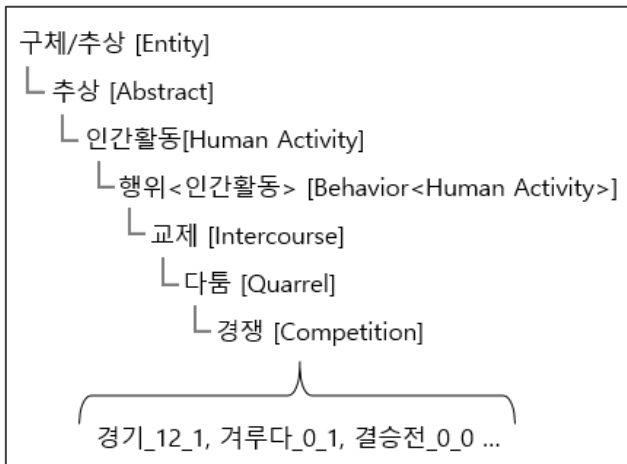 구체/추상 [Entity]
추상 [Abstract]
인간활동[Human Activity]
행위<인간활동> [Behavior<Human Activity>]
교제 [Intercourse]
다툼 [Quarrel]
경쟁 [Competition]
경기_12_1, 겨루다_0_1, 결승전_0_0 ...